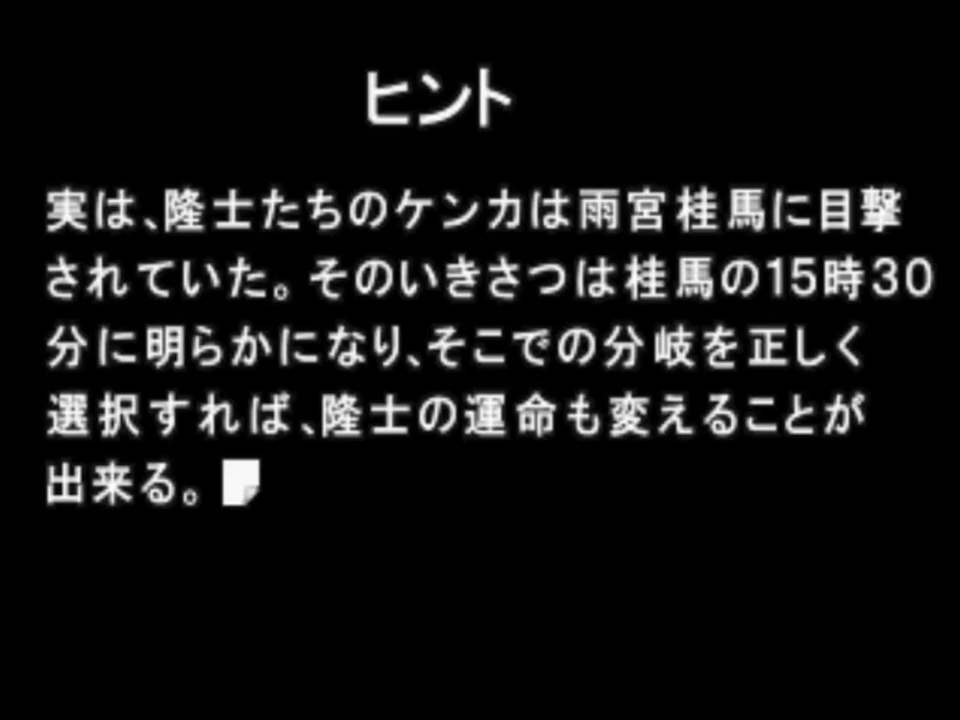 ヒント
実は、隆士たちのケンカは雨宮桂馬に目撃
されていた。そのいきさつは桂馬の15時30
分に明らかになり、そこでの分岐を正しく
選択すれば、隆士の運命も変えることが
出来る。